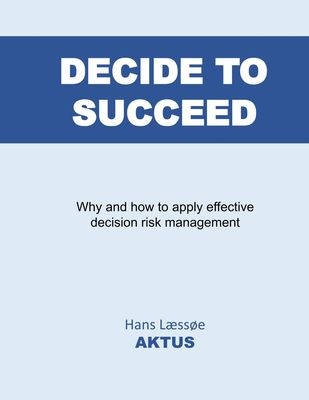 DECIDE TO
SUCCEED
Why and how to apply effective
decision risk management
Hans Læssøe
AKTUS